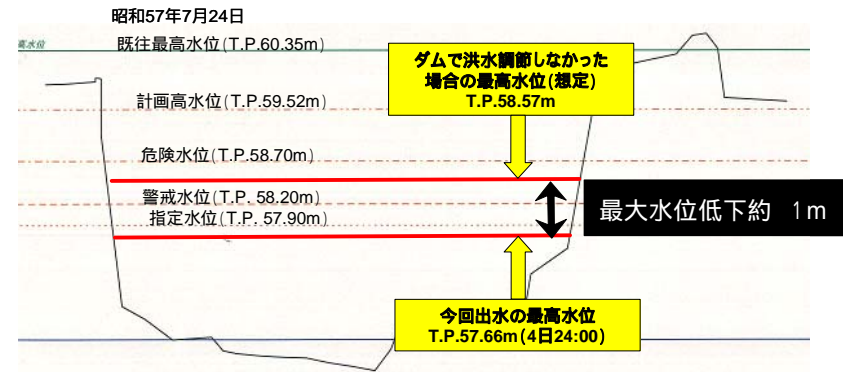 昭和57年7月24日
高水位
既往最高水位(T.P.60.35m)
ダムで洪水調節しなかった
場合の最高水位(想定)
T.P.58.57m
計画高水位(T.P.59.52m)
危険水位(T.P.58.70m)
警戒水位(T.P. 58.20m)
指定水位(T.P. 57.90m)
最大水位低下約 1m
今回出水の最高水位
T.P.57.66m(4日24:00)